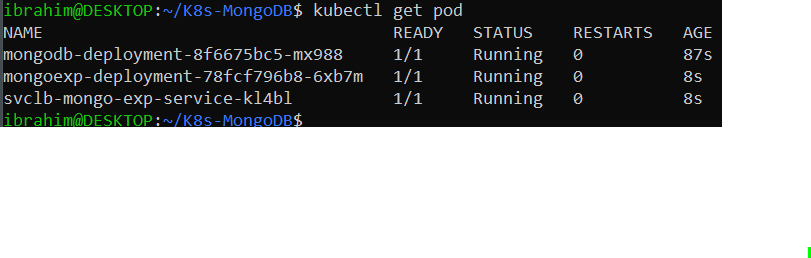 ibrahim@DESKTOP:~/K8s-MongoDB$ kubectl get pod
NAME READY STATUS RESTARTS AGE
mongodb-deployment-8f6675bc5-mx988 1/1 Running 0 87s
mongoexp-deployment-78fcf796b8-6xb7m 1/1 Running 0 8s
svclb-mongo-exp-service-kl4bl 1/1 Running 0 8s
ibrahim@DESKTOP:~/K8s-MongoDB$